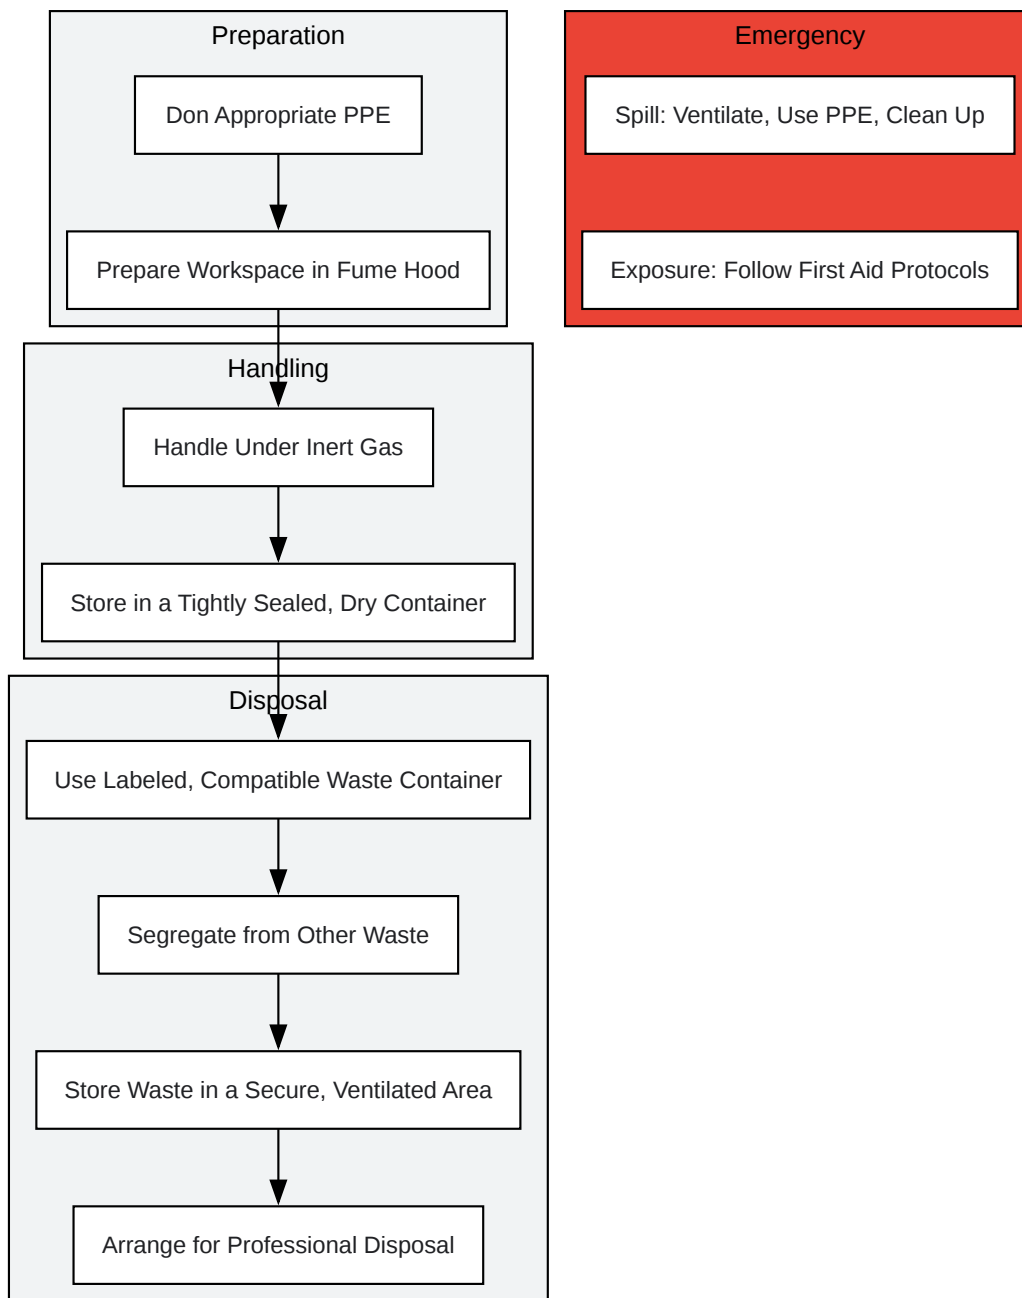 Preparation
Don Appropriate PPE
Prepare Workspace in Fume Hood
Handling
Handle Under Inert Gas
Store in a Tightly Sealed, Dry Container
Disposal
Use Labeled, Compatible Waste Container
Segregate from Other Waste
Store Waste in a Secure, Ventilated Area
Arrange for Professional Disposal
Emergency
Spill: Ventilate, Use PPE, Clean Up
Exposure: Follow First Aid Protocols